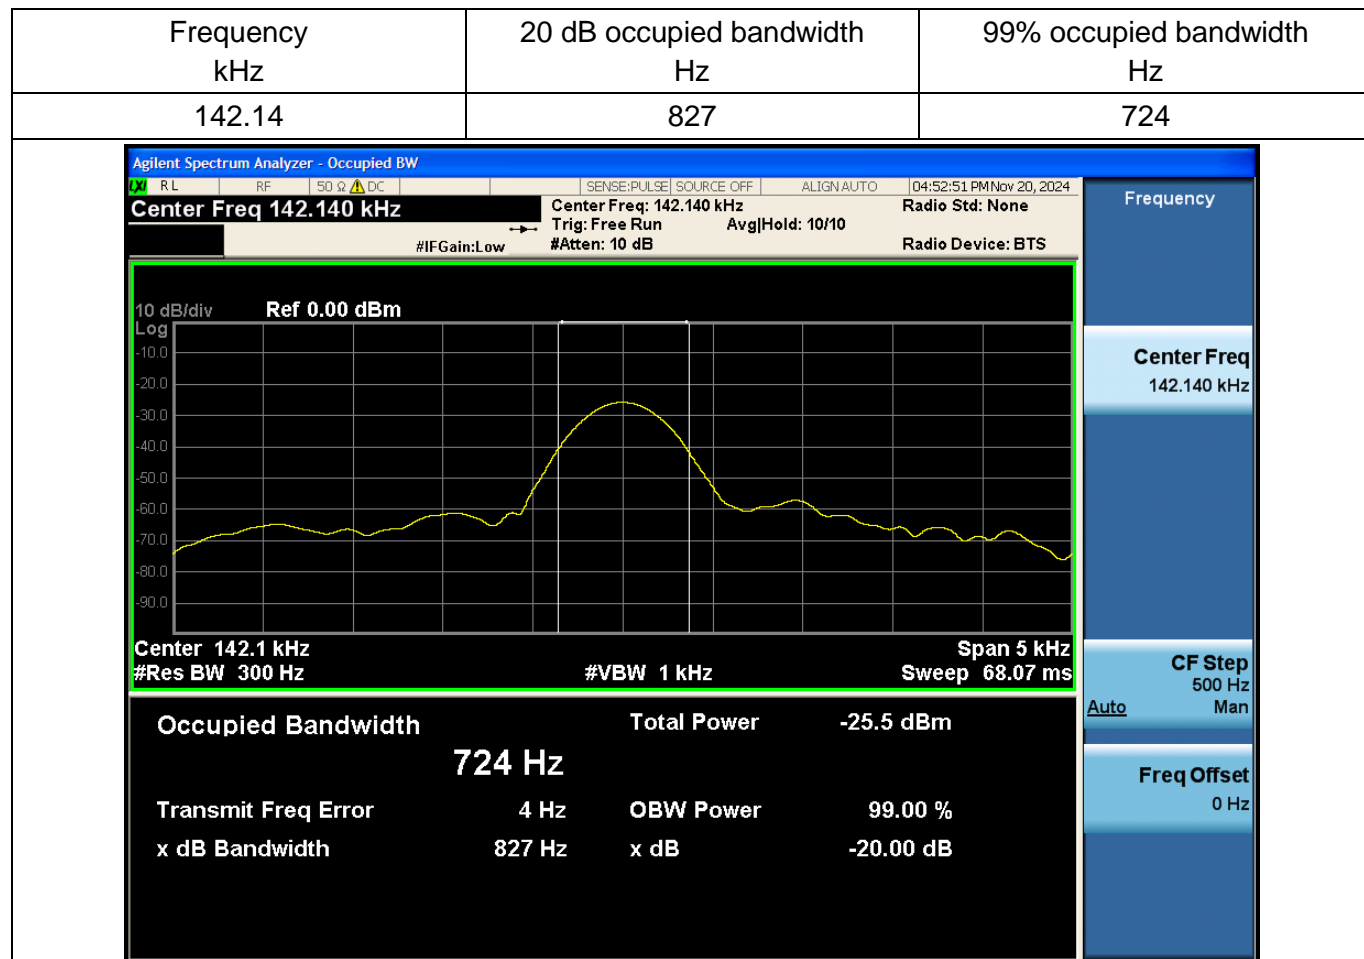 Frequency 20 dB occupied bandwidth 99% occupied bandwidth
kHz Hz Hz
142.14 827 724
Agilent Spectrum Analyzer - Occupied BW
LXI RL RF 50 Ω DC SENSE:PULSE SOURCE OFF ALIGN AUTO 04:52:51 PM Nov 20, 2024
Center Freq 142.140 kHz Center Freq: 142.140 kHz Radio Std: None
Trig: Free Run Avg|Hold: 10/10
#IFGain:Low #Atten: 10 dB Radio Device: BTS
10 dB/div Ref 0.00 dBm
Log
-10.0
-20.0
-30.0
-40.0
-50.0
-60.0
-70.0
-80.0
-90.0
Center 142.1 kHz Span 5 kHz
#Res BW 300 Hz #VBW 1 kHz Sweep 68.07 ms
Occupied Bandwidth Total Power -25.5 dBm
724 Hz
Transmit Freq Error 4 Hz OBW Power 99.00 %
x dB Bandwidth 827 Hz x dB -20.00 dB
Frequency
Center Freq
142.140 kHz
CF Step
500 Hz
Auto Man
Freq Offset
0 Hz